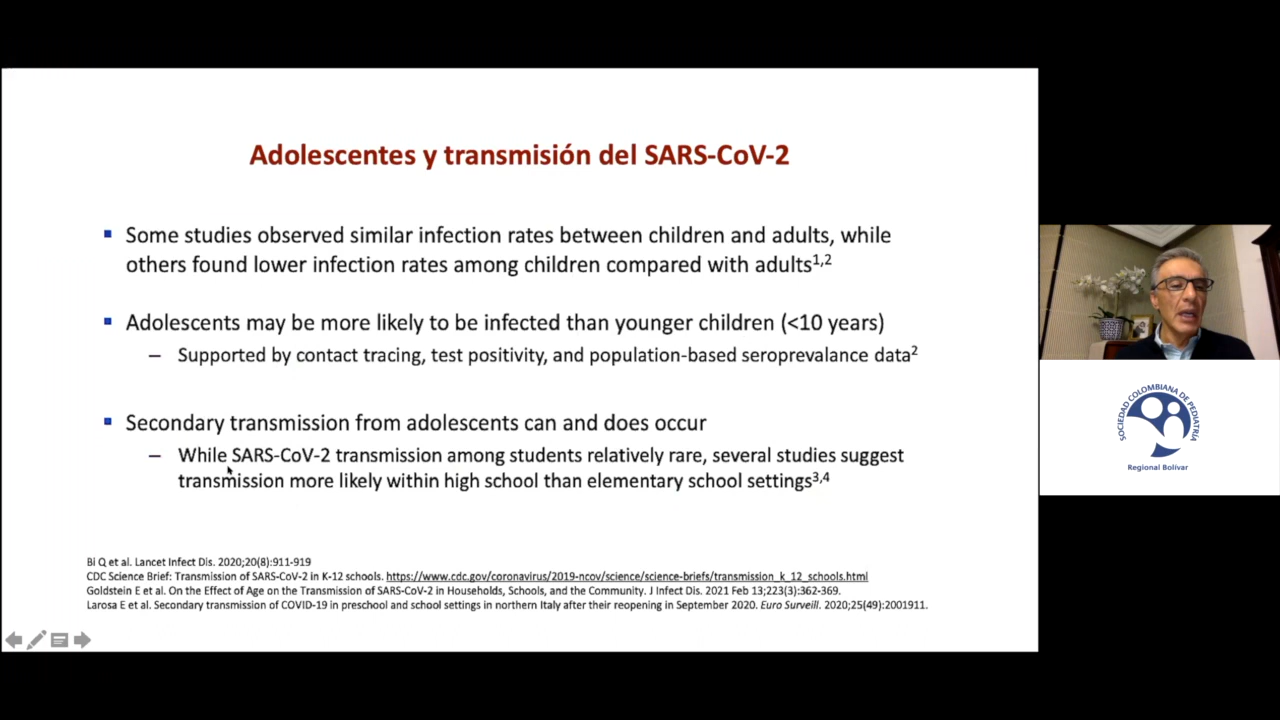 Adolescentes y transmisión del SARS-CoV-2
Some studies observed similar infection rates between children and adults, while
others found lower infection rates among children compared with adults1,2
Adolescents may be more likely to be infected than younger children (<10 years)
– Supported by contact tracing, test positivity, and population-based seroprevalance data2
Secondary transmission from adolescents can and does occur
– While SARS-CoV-2 transmission among students relatively rare, several studies suggest
transmission more likely within high school than elementary school settings3,4
Bi Q et al. Lancet Infect Dis. 2020;20(8):911-919
CDC Science Brief: Transmission of SARS-CoV-2 in K-12 schools. https://www.cdc.gov/coronavirus/2019-ncov/science/science-briefs/transmission_k_12_schools.html
Goldstein E et al. On the Effect of Age on the Transmission of SARS-CoV-2 in Households, Schools, and the Community. J Infect Dis. 2021 Feb 13;223(3):362-369.
Larosa E et al. Secondary transmission of COVID-19 in preschool and school settings in northern Italy after their reopening in September 2020. Euro Surveill. 2020;25(49):2001911.
SOCIEDAD COLOMBIANA DE PEDIATRÍA
Regional Bolívar